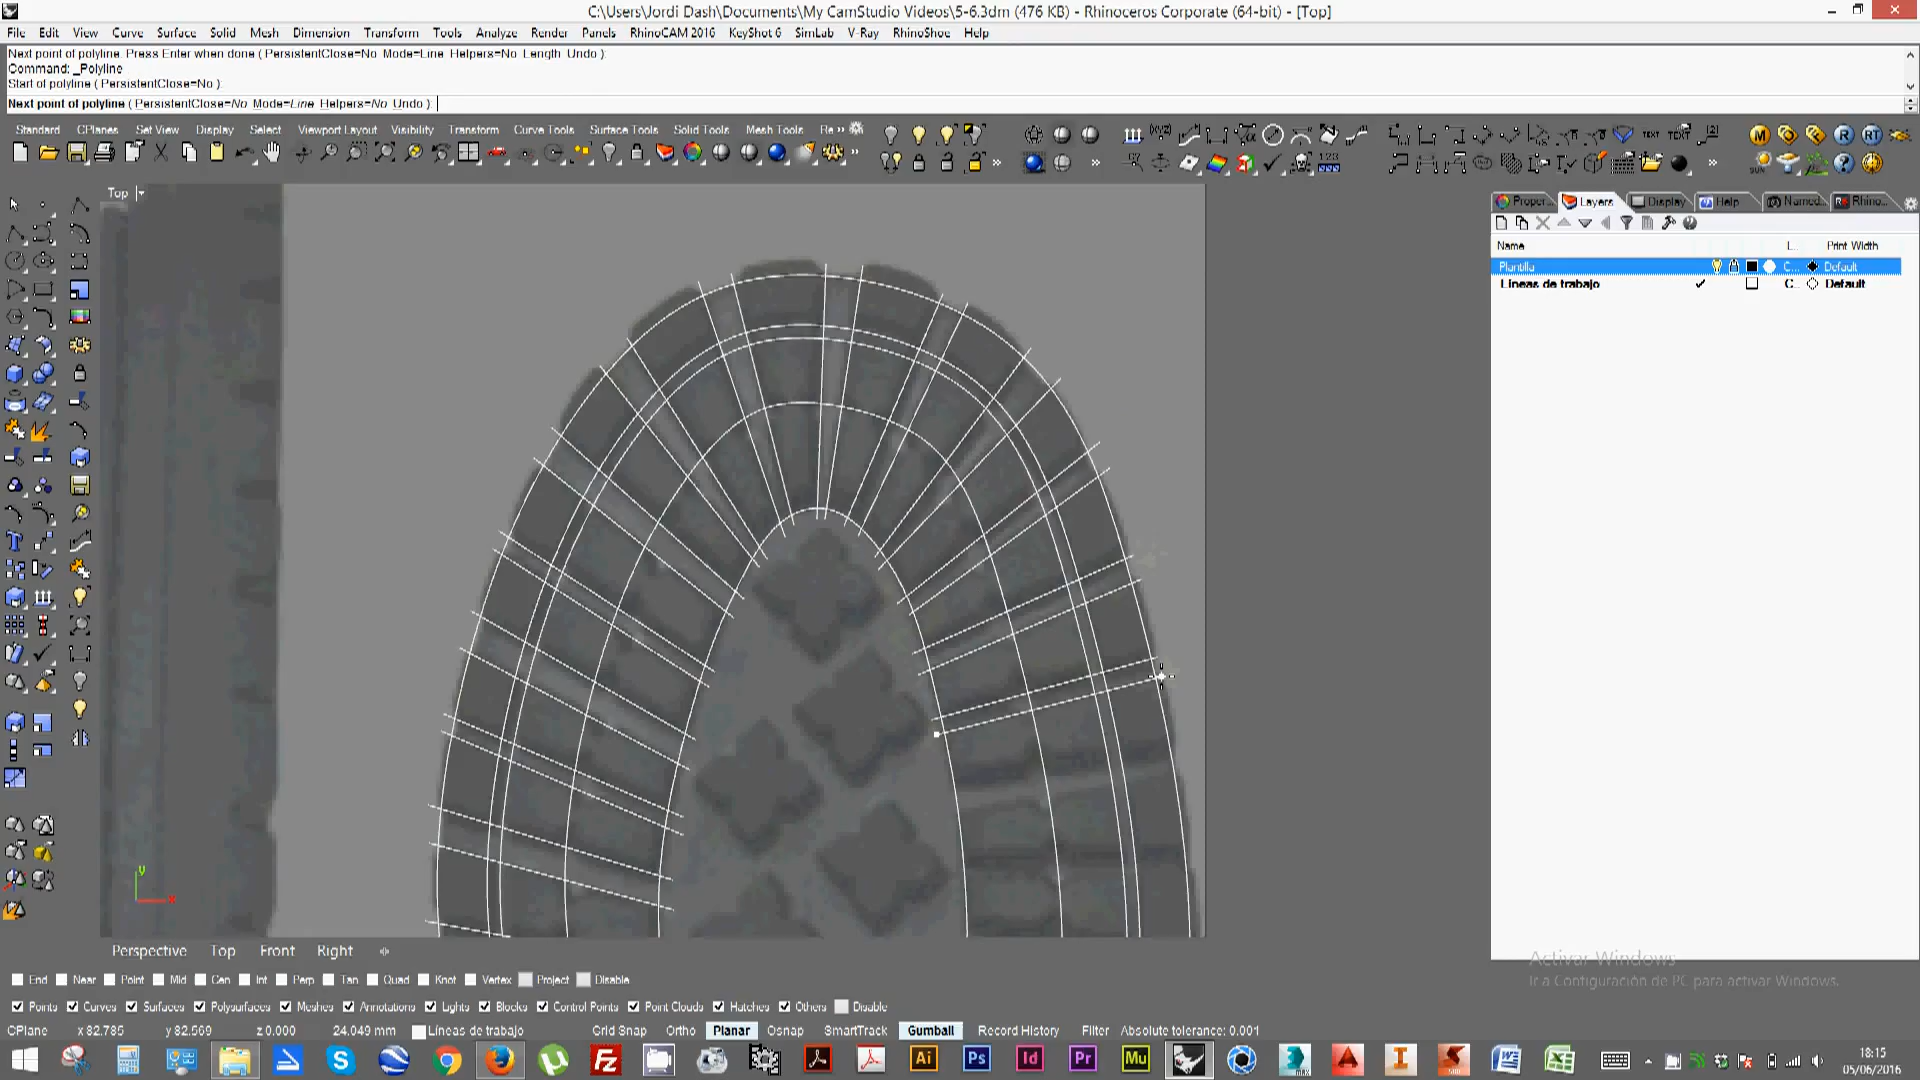 C:\Users\Jordi Dash\Documents\My CamStudio Videos\5-6.3dm (476 KB) - Rhinoceros Corporate (64-bit) - [Top]
File Edit View Curve Surface Solid Mesh Dimension Transform Tools Analyze Render Panels RhinoCAM 2016 KeyShot 6 SimLab V-Ray RhinoShoe Help
Next point of polyline. Press Enter when done ( PersistentClose=No Mode=Line Helpers=No Length Undo ):
Command: _Polyline
Start of polyline ( PersistentClose=No ):
Next point of polyline ( PersistentClose=No Mode=Line Helpers=No Undo ):
Standard CPlanes Set View Display Select Viewport Layout Visibility Transform Curve Tools Surface Tools Solid Tools Mesh Tools Re
Top
Proper... Layers Display Help Named... Rhino...
Name L... Print Width
Plantilla C... Default
Líneas de trabajo C... Default
Perspective Top Front Right
End Near Point Mid Cen Int Perp Tan Quad Knot Vertex Project Disable
Points Curves Surfaces Polysurfaces Meshes Annotations Lights Blocks Control Points Point Clouds Hatches Others Disable
Activar Windows
Ir a Configuración de PC para activar Windows.
CPlane x 82.785 y 82.569 z 0.000 24.049 mm Líneas de trabajo Grid Snap Ortho Planar Osnap SmartTrack Gumball Record History Filter Absolute tolerance: 0.001
18:15
05/06/2016